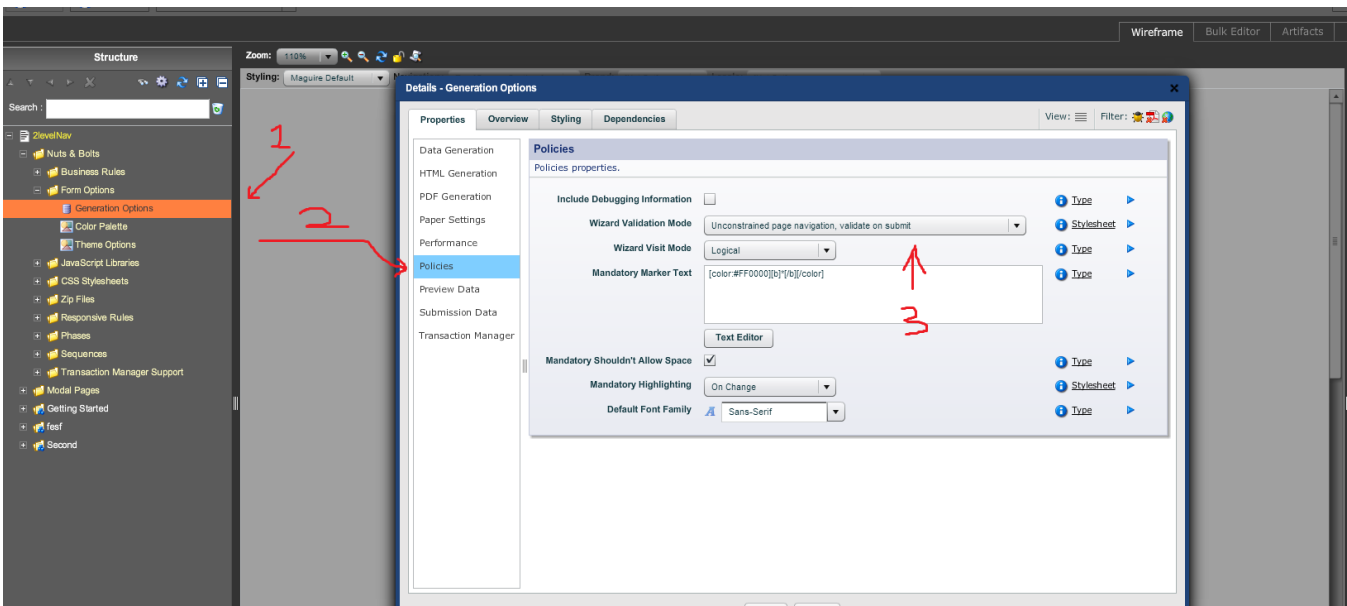 Wireframe
Bulk Editor
Artifacts
Structure
Zoom: 110%
Styling: Maguire Default
Search :
2levelNav
Nuts & Bolts
Business Rules
Form Options
Generation Options
Color Palette
Theme Options
JavaScript Libraries
CSS Stylesheets
Zip Files
Responsive Rules
Phases
Sequences
Transaction Manager Support
Modal Pages
Getting Started
fesf
Second
1
2
Details - Generation Options
Properties Overview Styling Dependencies
View: Filter:
Data Generation
HTML Generation
PDF Generation
Paper Settings
Performance
Policies
Preview Data
Submission Data
Transaction Manager
Policies
Policies properties.
Include Debugging Information Type
Wizard Validation Mode Unconstrained page navigation, validate on submit Stylesheet
Wizard Visit Mode Logical Type
Mandatory Marker Text [color:#FF0000][b]*[/b][/color] Type
3
Text Editor
Mandatory Shouldn't Allow Space Type
Mandatory Highlighting On Change Stylesheet
Default Font Family Sans-Serif Type